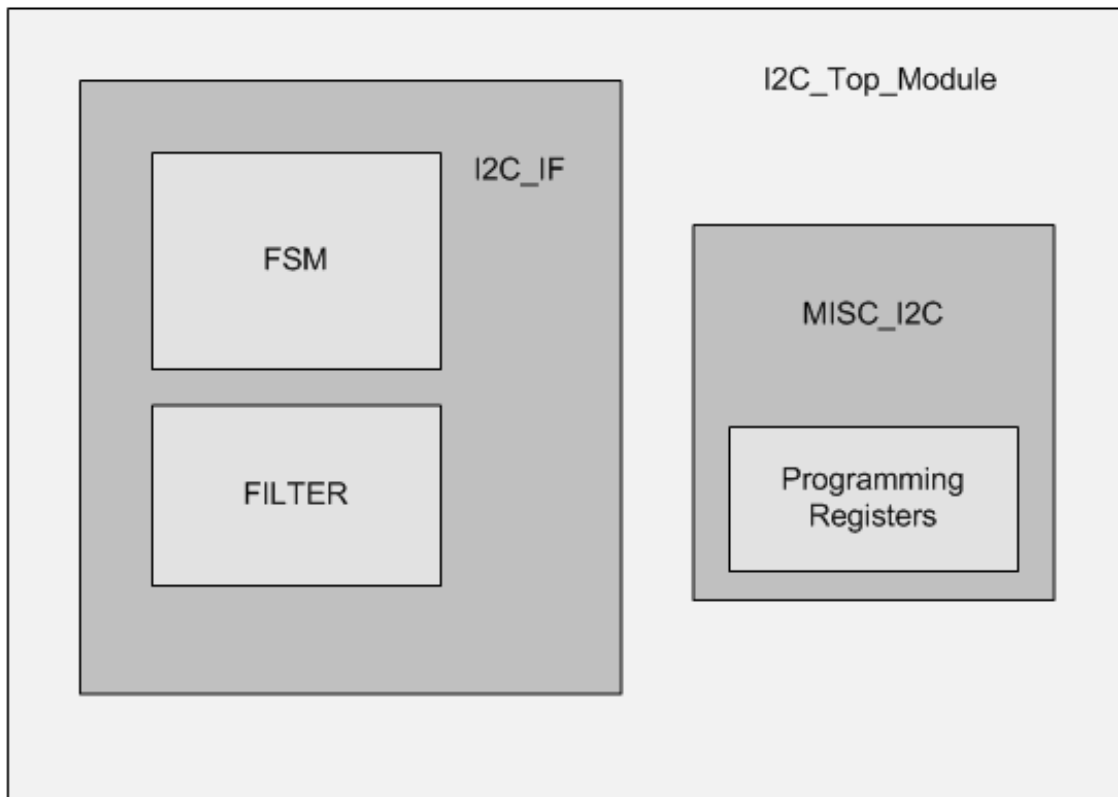 I2C_Top_Module
I2C_IF
FSM
FILTER
MISC_I2C
Programming
Registers